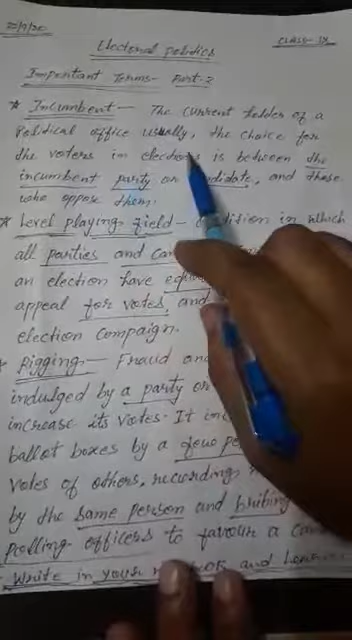 22/9/20
Electoral politics
CLASS- IX
Important Terms- Part-2
* Incumbent — The current holder of a
Political office usually, the choice for
the voters in elections is between the
incumbent party or candidate, and those
who oppose them.
* Level playing field — condition in which
all parties and
an election have
appeal for votes, and
election campaign.
* Rigging — Fraud and
indulged by a party or
increase its votes. It
ballot boxes by a few
votes of others, recording
by the same person and bribing
polling officers to favour a
write in your and